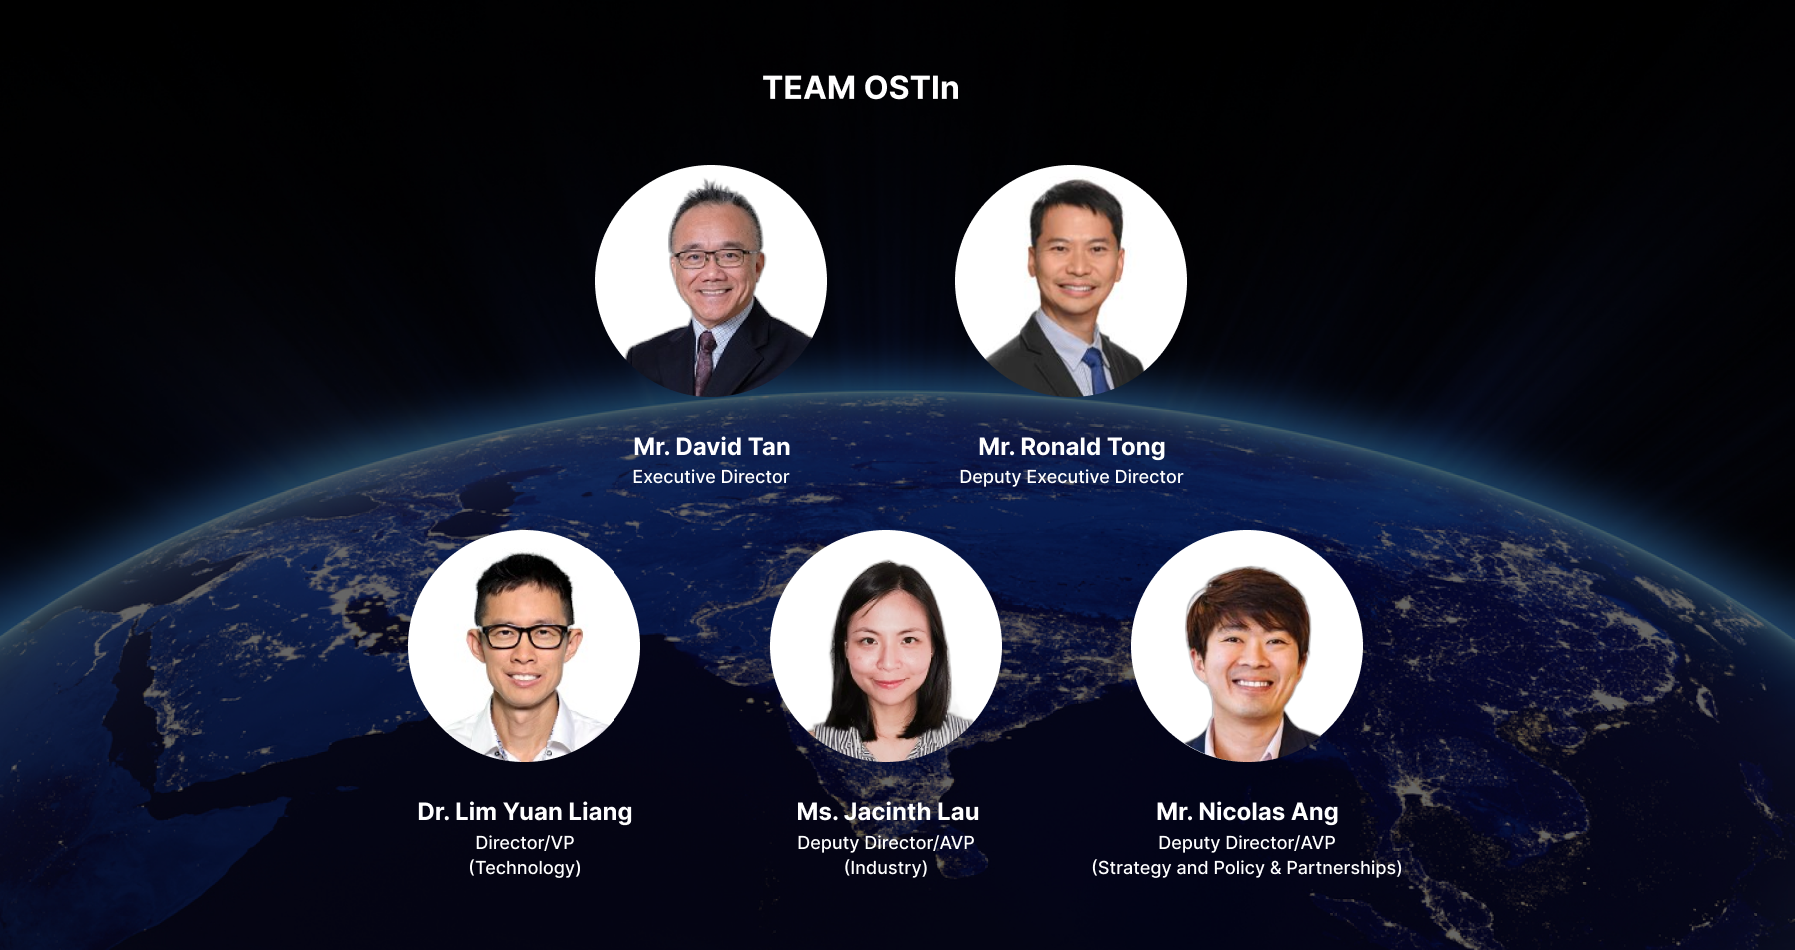 TEAM OSTIn
Mr. David Tan
Executive Director
Mr. Ronald Tong
Deputy Executive Director
Dr. Lim Yuan Liang
Director/VP
(Technology)
Ms. Jacinth Lau
Deputy Director/AVP
(Industry)
Mr. Nicolas Ang
Deputy Director/AVP
(Strategy and Policy & Partnerships)